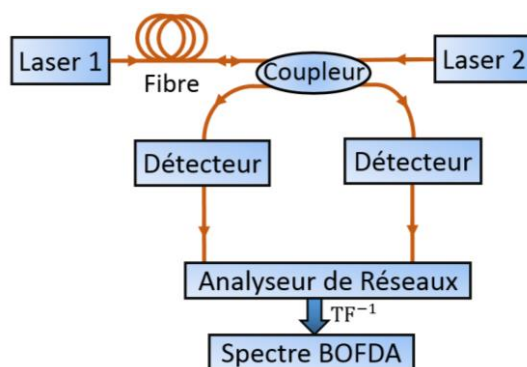 Laser 1
Fibre
Coupleur
Laser 2
Détecteur
Détecteur
Analyseur de Réseaux
TF⁻¹
Spectre BOFDA